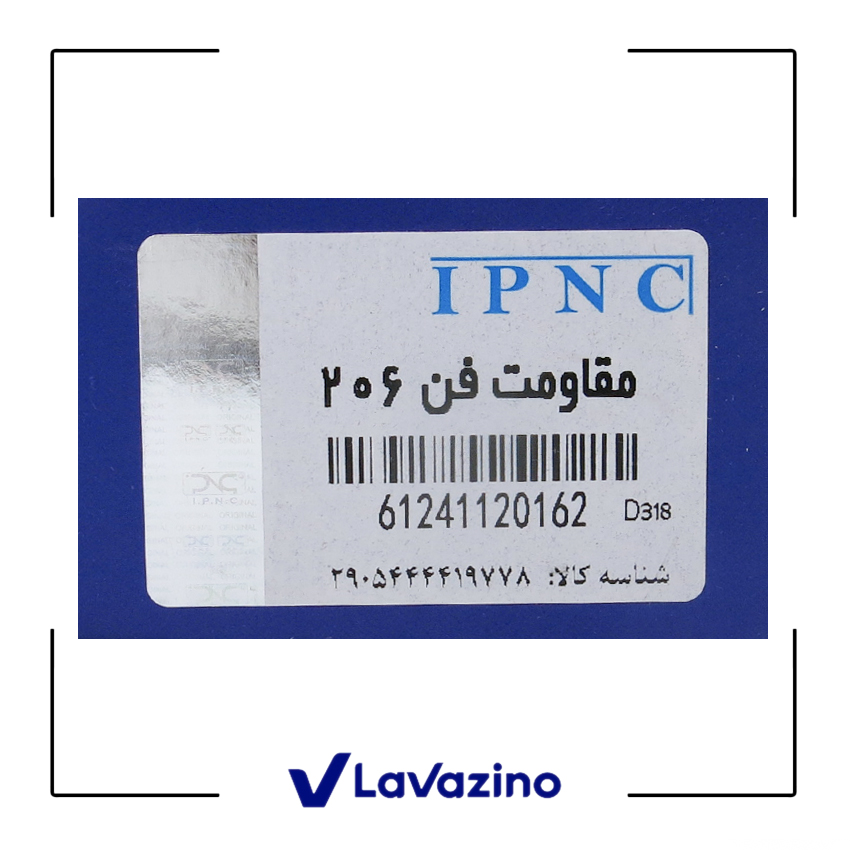 IPNC
مقاومت فن ۲۰۶
61241120162 D318
شناسه کالا: ۲۹۰۵۴۴۴۴۱۹۷۷۸
I.P.N.C
LaVazino